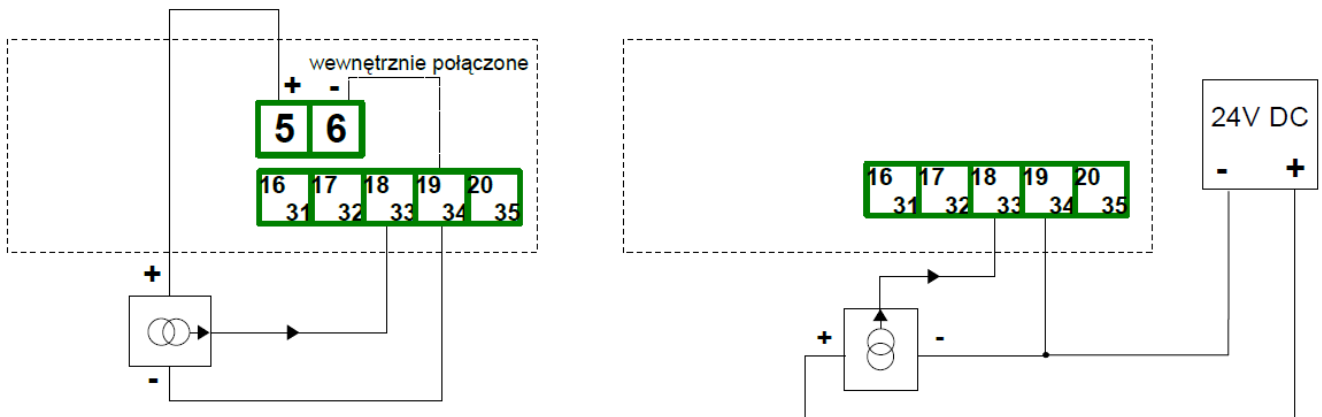 wewnętrznie połączone
+ -
5 6
16 17 18 19 20
31 32 33 34 35
+
-
24V DC
- +
16 17 18 19 20
31 32 33 34 35
+ -